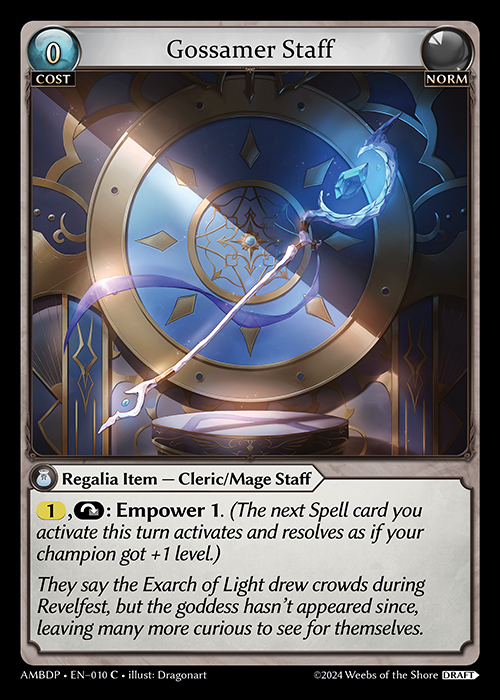 0
Gossamer Staff
COST
NORM
Regalia Item — Cleric/Mage Staff
1 , : Empower 1. (The next Spell card you
activate this turn activates and resolves as if your
champion got +1 level.)
They say the Exarch of Light drew crowds during
Revelfest, but the goddess hasn't appeared since,
leaving many more curious to see for themselves.
AMBDP • EN–010 C • illust: Dragonart
©2024 Weebs of the Shore DRAFT